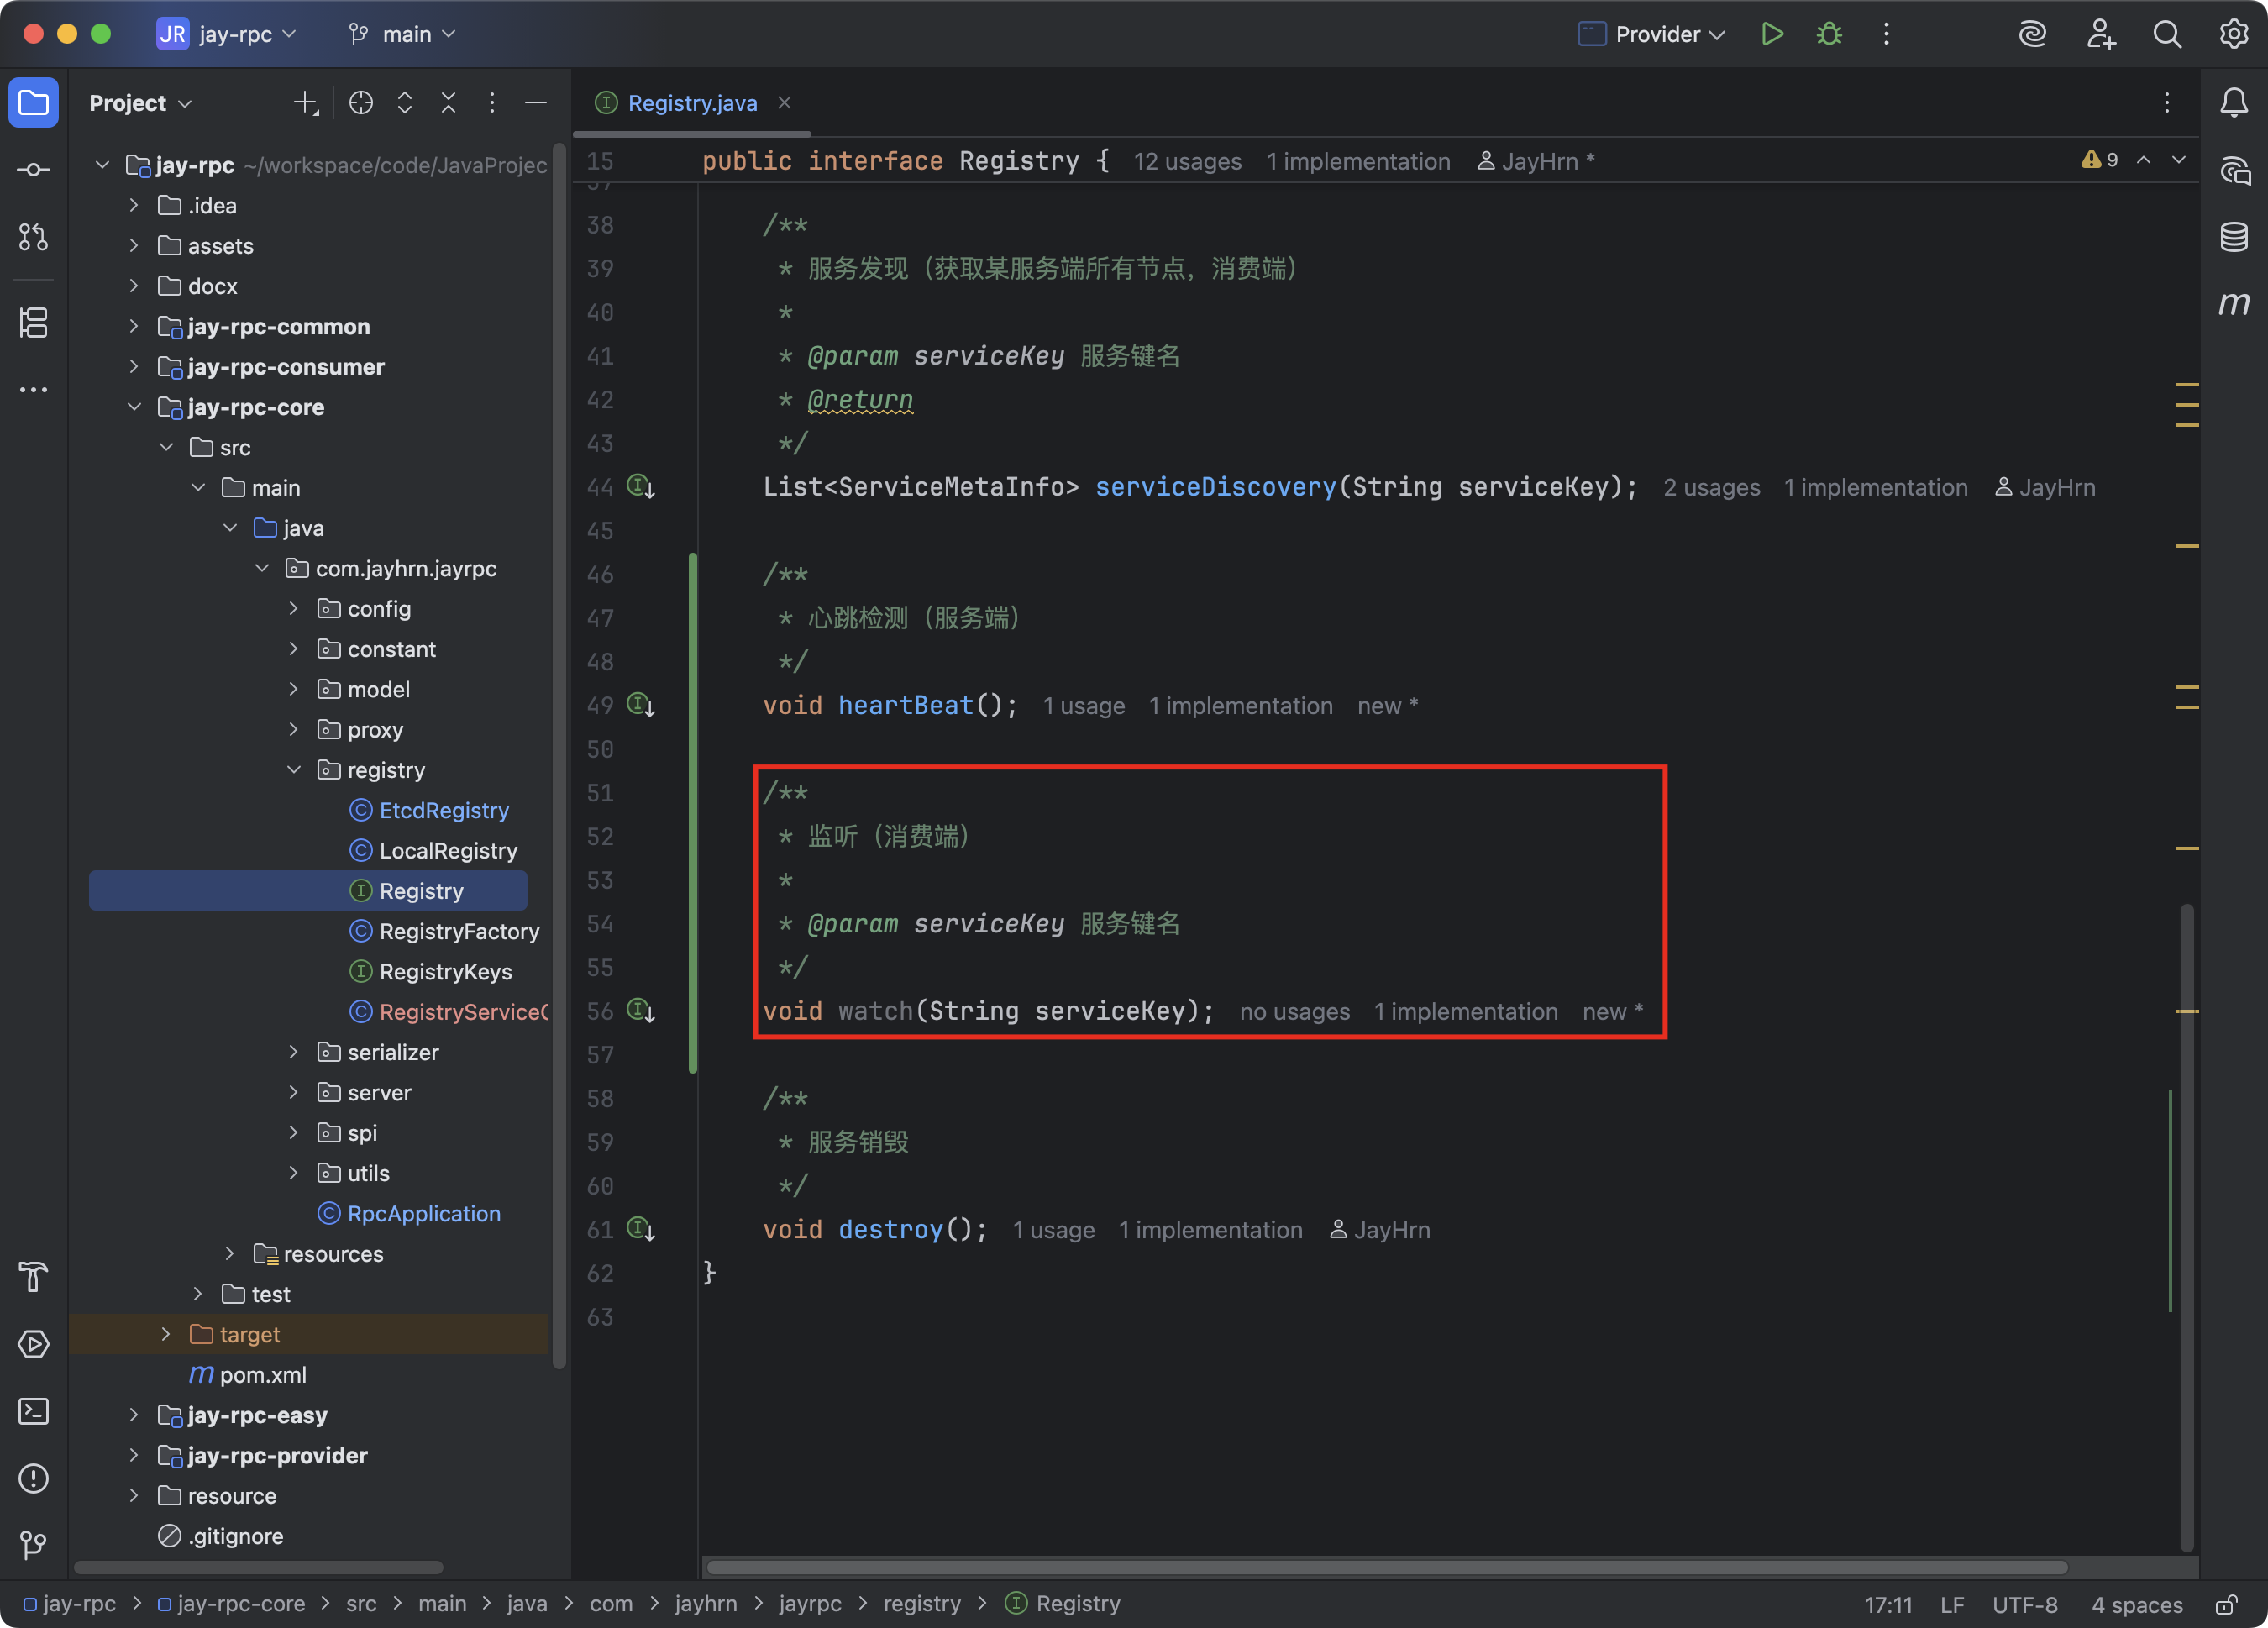 JR jay-rpc main Provider
Project
Registry.java
jay-rpc ~/workspace/code/JavaProjec
.idea
assets
docx
jay-rpc-common
jay-rpc-consumer
jay-rpc-core
src
main
java
com.jayhrn.jayrpc
config
constant
model
proxy
registry
EtcdRegistry
LocalRegistry
Registry
RegistryFactory
RegistryKeys
RegistryService
serializer
server
spi
utils
RpcApplication
resources
test
target
pom.xml
jay-rpc-easy
jay-rpc-provider
resource
.gitignore
15 public interface Registry { 12 usages 1 implementation JayHrn *
9
38 /**
39 * 服务发现（获取某服务端所有节点，消费端）
40 *
41 * @param serviceKey 服务键名
42 * @return
43 */
44 List<ServiceMetaInfo> serviceDiscovery(String serviceKey); 2 usages 1 implementation JayHrn
45
46 /**
47 * 心跳检测（服务端）
48 */
49 void heartBeat(); 1 usage 1 implementation new *
50
51 /**
52 * 监听（消费端）
53 *
54 * @param serviceKey 服务键名
55 */
56 void watch(String serviceKey); no usages 1 implementation new *
57
58 /**
59 * 服务销毁
60 */
61 void destroy(); 1 usage 1 implementation JayHrn
62 }
63
jay-rpc > jay-rpc-core > src > main > java > com > jayhrn > jayrpc > registry > Registry
17:11 LF UTF-8 4 spaces